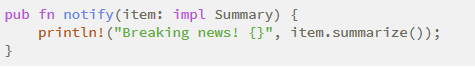 pub fn notify(item: impl Summary) {
    println!("Breaking news! {}", item.summarize());
}